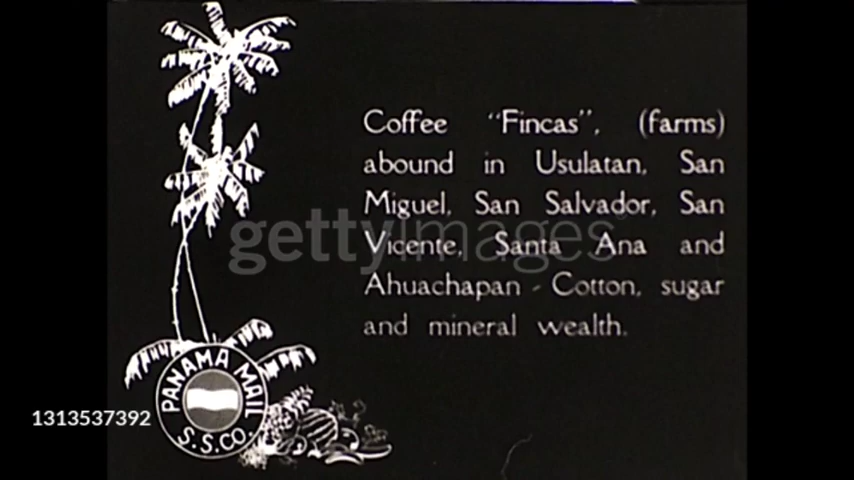 Coffee "Fincas", (farms)
abound in Usulatan, San
Miguel, San Salvador, San
Vicente, Santa Ana and
Ahuachapan - Cotton, sugar
and mineral wealth.
gettyimages
PANAMA MAIL
S.S.CO.
1313537392